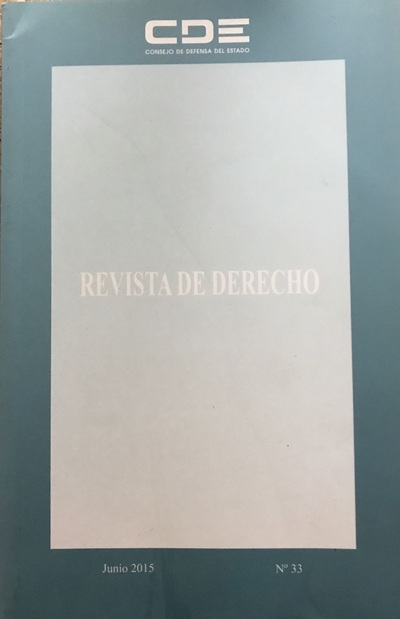 CDE
CONSEJO DE DEFENSA DEL ESTADO
REVISTA DE DERECHO
Junio 2015 Nº 33